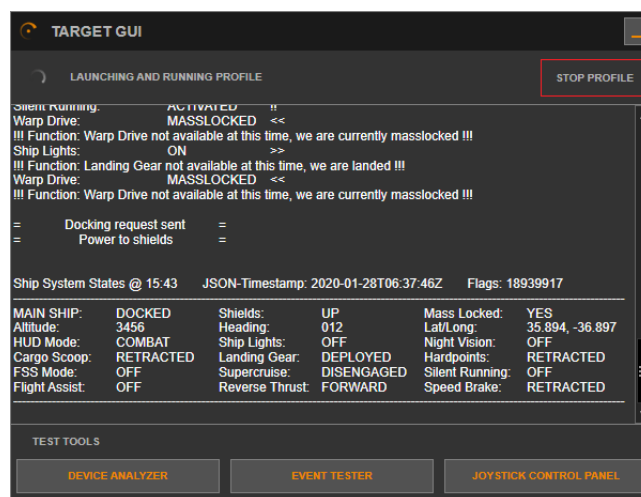 TARGET GUI
LAUNCHING AND RUNNING PROFILE
STOP PROFILE
Silent Running: ACTIVATED !!
Warp Drive: MASSLOCKED <<
!!! Function: Warp Drive not available at this time, we are currently masslocked !!!
Ship Lights: ON >>
!!! Function: Landing Gear not available at this time, we are landed !!!
Warp Drive: MASSLOCKED <<
!!! Function: Warp Drive not available at this time, we are currently masslocked !!!
= Docking request sent =
= Power to shields =
Ship System States @ 15:43 JSON-Timestamp: 2020-01-28T06:37:46Z Flags: 18939917
MAIN SHIP: DOCKED Shields: UP Mass Locked: YES
Altitude: 3456 Heading: 012 Lat/Long: 35.894, -36.897
HUD Mode: COMBAT Ship Lights: OFF Night Vision: OFF
Cargo Scoop: RETRACTED Landing Gear: DEPLOYED Hardpoints: RETRACTED
FSS Mode: OFF Supercruise: DISENGAGED Silent Running: OFF
Flight Assist: OFF Reverse Thrust: FORWARD Speed Brake: RETRACTED
TEST TOOLS
DEVICE ANALYZER EVENT TESTER JOYSTICK CONTROL PANEL